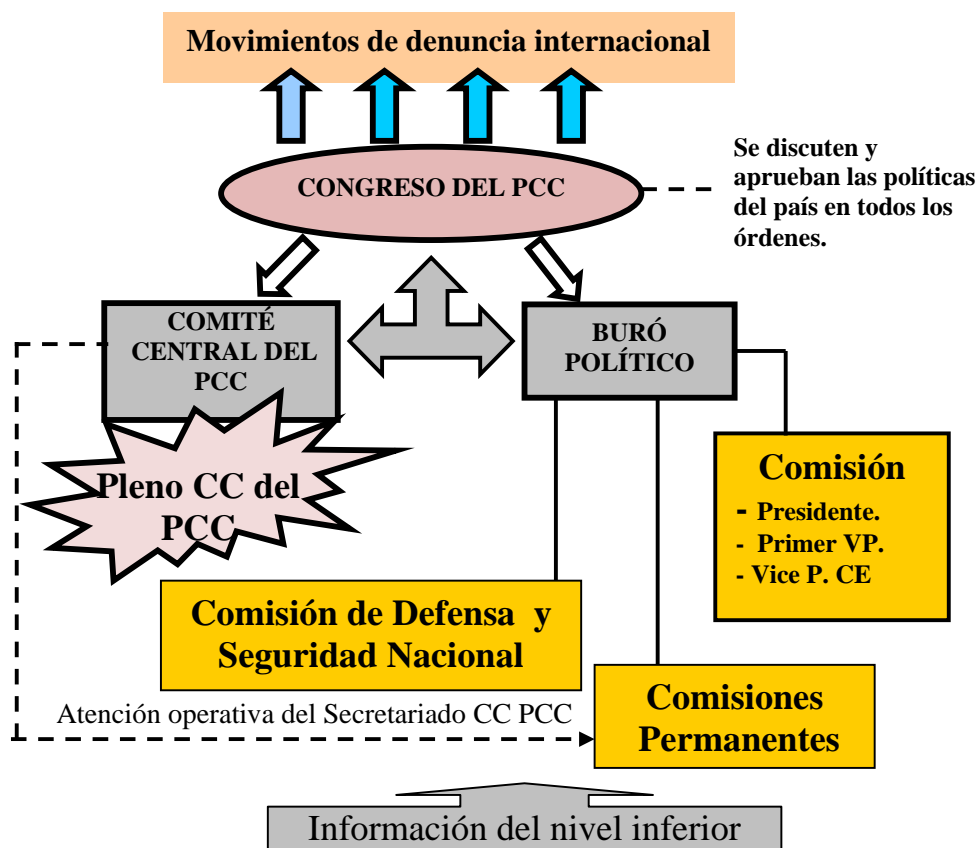 Movimientos de denuncia internacional
CONGRESO DEL PCC
Se discuten y
aprueban las políticas
del país en todos los
órdenes.
COMITÉ
CENTRAL DEL
PCC
BURÓ
POLÍTICO
Pleno CC del
PCC
Comisión
- Presidente.
- Primer VP.
- Vice P. CE
Comisión de Defensa y
Seguridad Nacional
Atención operativa del Secretariado CC PCC
Comisiones
Permanentes
Información del nivel inferior